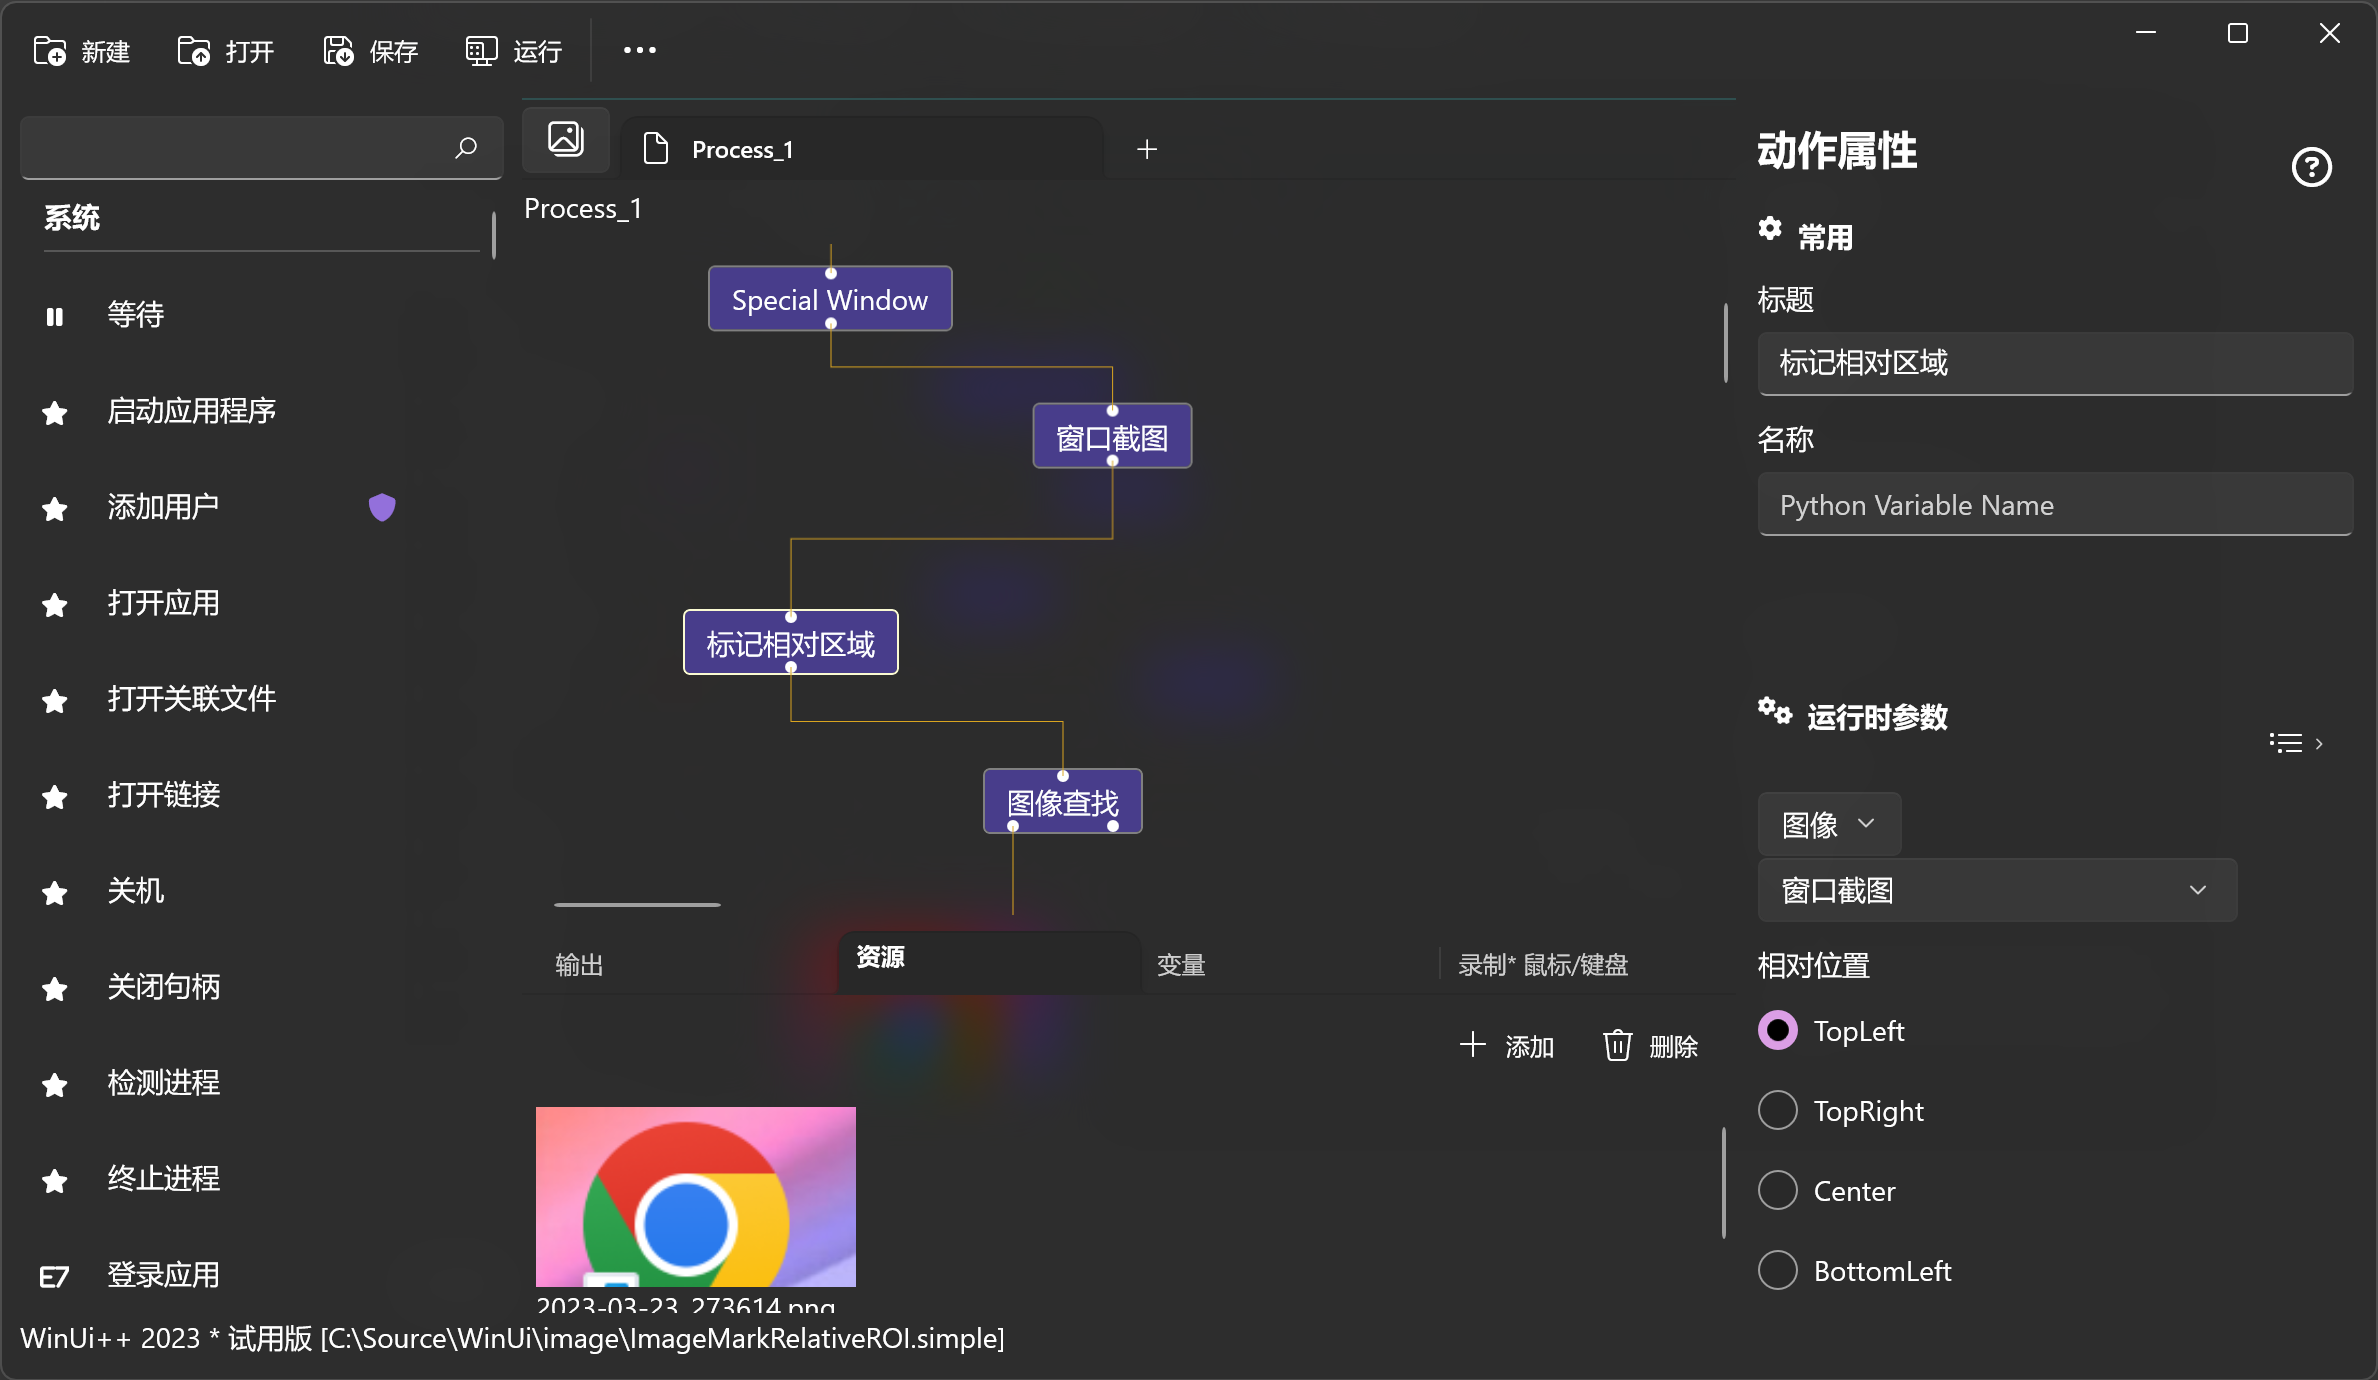 新建
打开
保存
运行
Process_1
Process_1
系统
等待
启动应用程序
添加用户
打开应用
打开关联文件
打开链接
关机
关闭句柄
检测进程
终止进程
登录应用
Special Window
窗口截图
标记相对区域
图像查找
输出
资源
变量
录制* 鼠标/键盘
添加
删除
2023-03-23_273614.png
动作属性
常用
标题
标记相对区域
名称
Python Variable Name
运行时参数
图像
窗口截图
相对位置
TopLeft
TopRight
Center
BottomLeft
WinUi++ 2023 * 试用版 [C:\Source\WinUi\image\ImageMarkRelativeROI.simple]